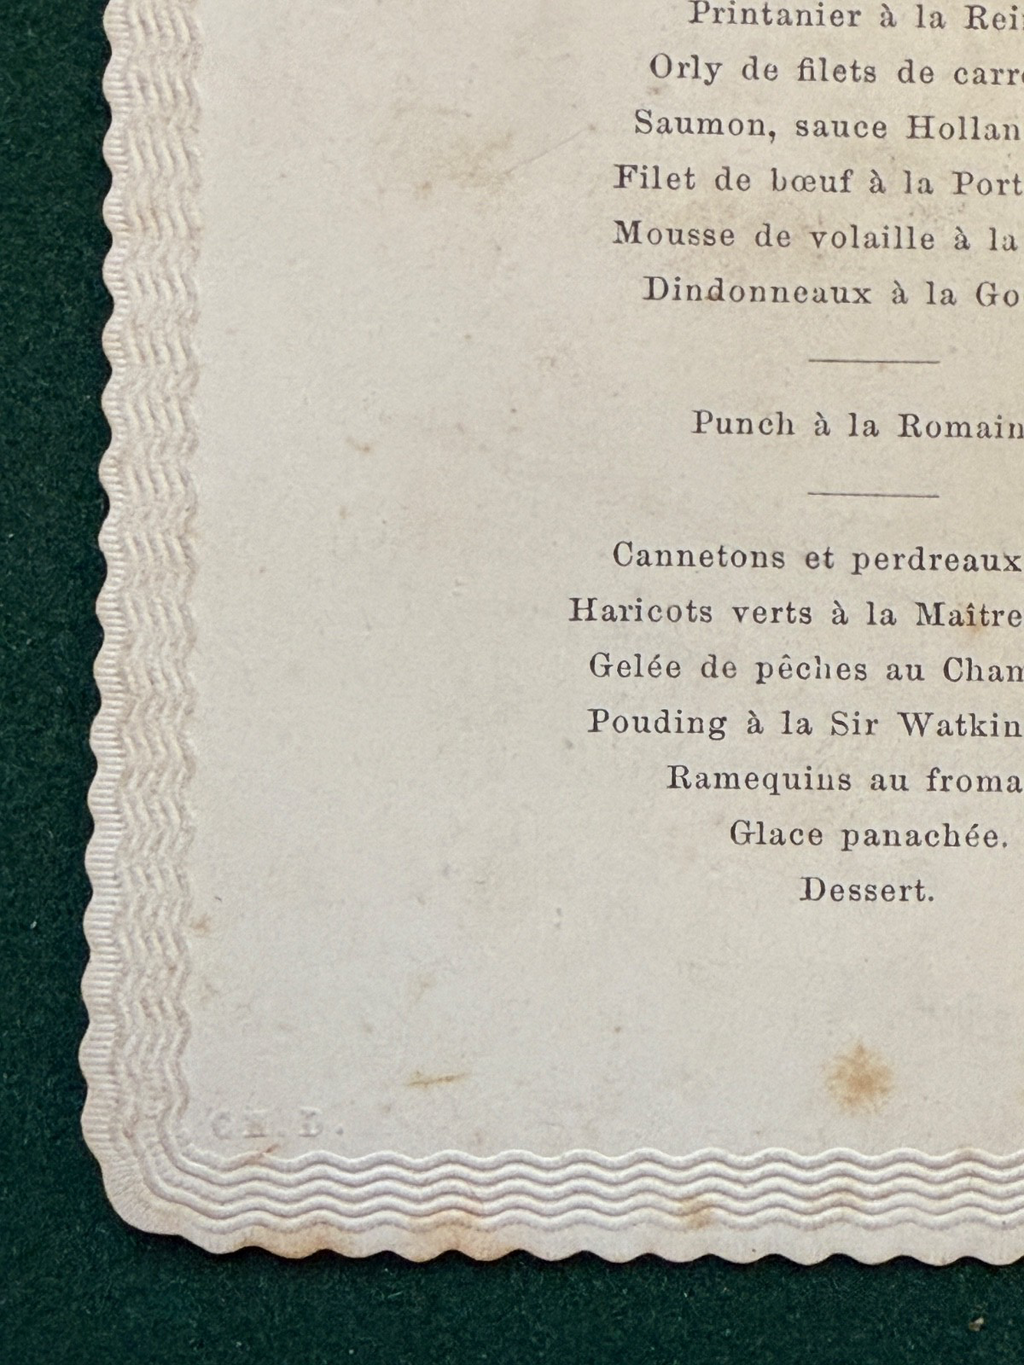 Printanier à la Rei
Orly de filets de carr
Saumon, sauce Hollan
Filet de bœuf à la Port
Mousse de volaille à la
Dindonneaux à la Go
Punch à la Romain
Cannetons et perdreaux
Haricots verts à la Maître
Gelée de pêches au Cham
Pouding à la Sir Watkin
Ramequins au froma
Glace panachée.
Dessert.